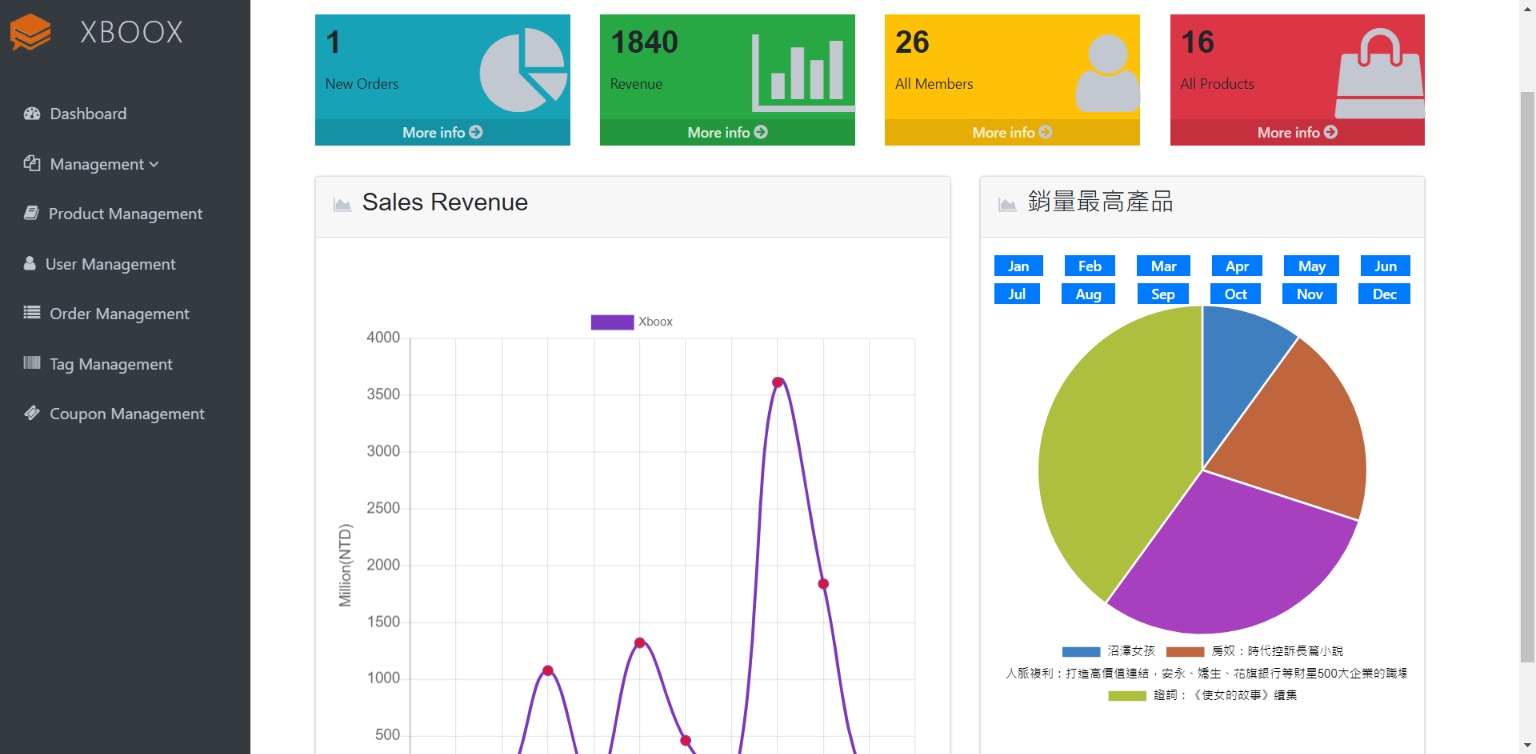 XBOOX
Dashboard
Management
Product Management
User Management
Order Management
Tag Management
Coupon Management
1
New Orders
More info
1840
Revenue
More info
26
All Members
More info
16
All Products
More info
Sales Revenue
Xboox
4000
3500
3000
2500
2000
1500
1000
500
Million(NTD)
銷量最高產品
Jan Feb Mar Apr May Jun
Jul Aug Sep Oct Nov Dec
沼澤女孩 房奴：時代控訴長篇小說
人脈複利：打造高價值連結，安永、嬌生、花旗銀行等財星500大企業的職場
證詞：《使女的故事》續集